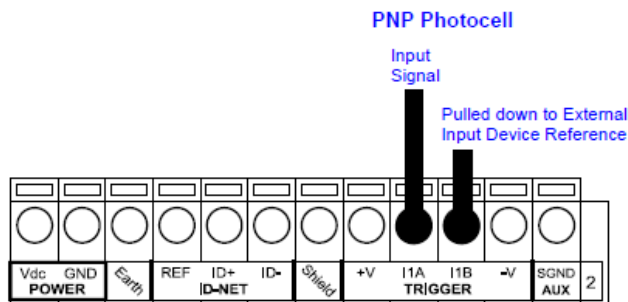 PNP Photocell
Input
Signal
Pulled down to External
Input Device Reference
Vdc GND Earth REF ID+ ID- Shield +V I1A I1B -V SGND 2
POWER ID-NET TRIGGER AUX